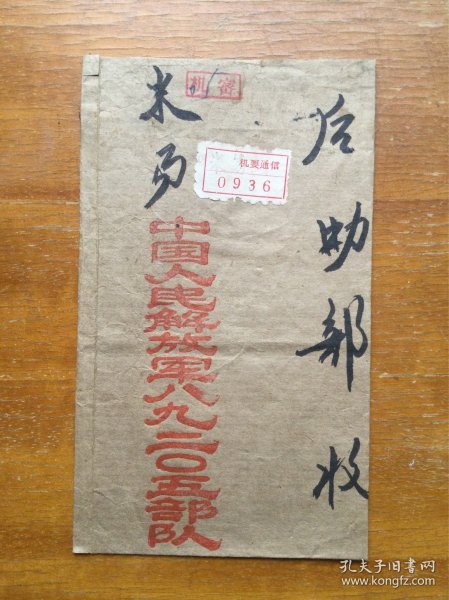 后勤部收
机密
机要通信
0936
米
中国人民解放军八九二〇五部队
孔夫子旧书网
www.kongfz.com